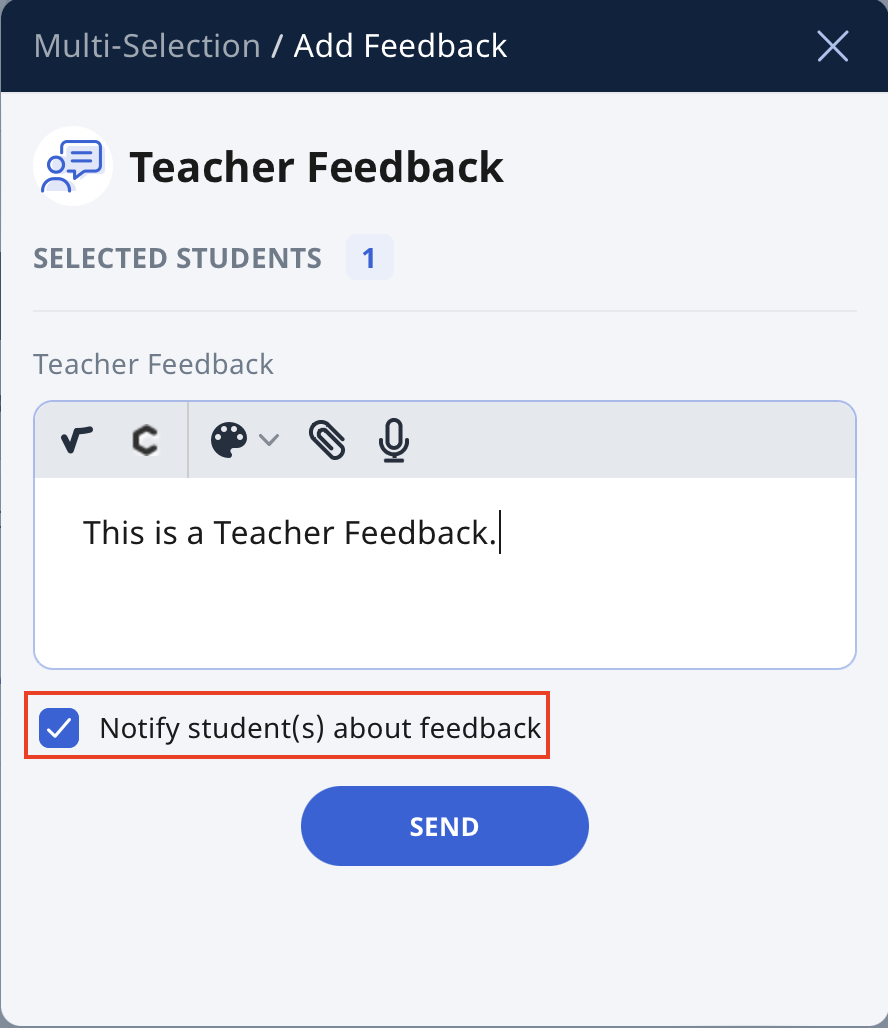 Multi-Selection / Add Feedback
Teacher Feedback
SELECTED STUDENTS 1
Teacher Feedback
This is a Teacher Feedback.
Notify student(s) about feedback
SEND